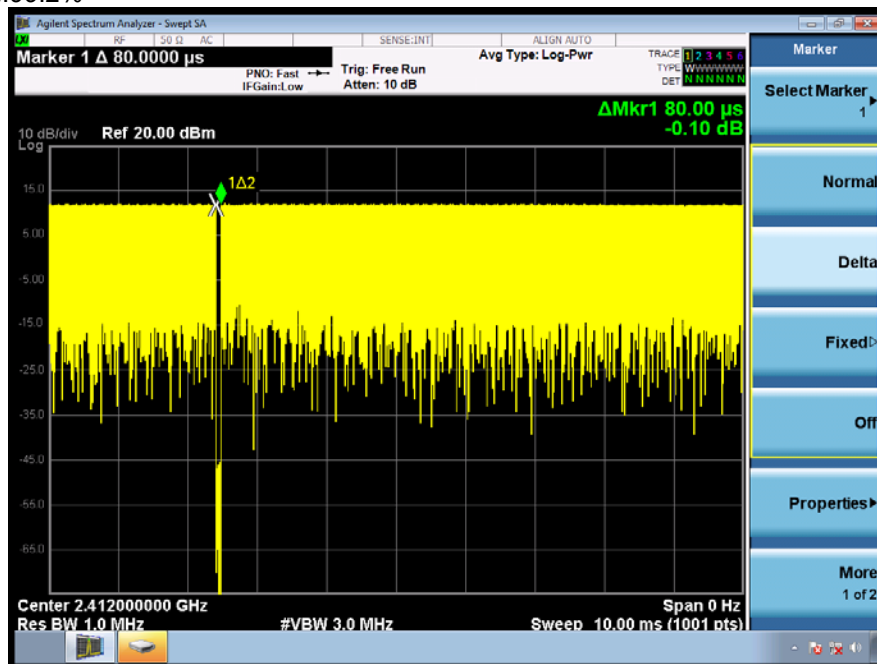 Agilent Spectrum Analyzer - Swept SA
RF 50 Ω AC SENSE:INT ALIGN AUTO
Marker 1 Δ 80.0000 µs
PNO: Fast
IFGain:Low
Trig: Free Run
Atten: 10 dB
Avg Type: Log-Pwr
TRACE 1 2 3 4 5 6
TYPE WWWWWW
DET N N N N N N
ΔMkr1 80.00 µs
-0.10 dB
10 dB/div Ref 20.00 dBm
Log
1Δ2
15.0
5.00
-5.00
-15.0
-25.0
-35.0
-45.0
-55.0
-65.0
Center 2.412000000 GHz Span 0 Hz
Res BW 1.0 MHz #VBW 3.0 MHz Sweep 10.00 ms (1001 pts)
Marker
Select Marker
1
Normal
Delta
Fixed
Off
Properties
More
1 of 2